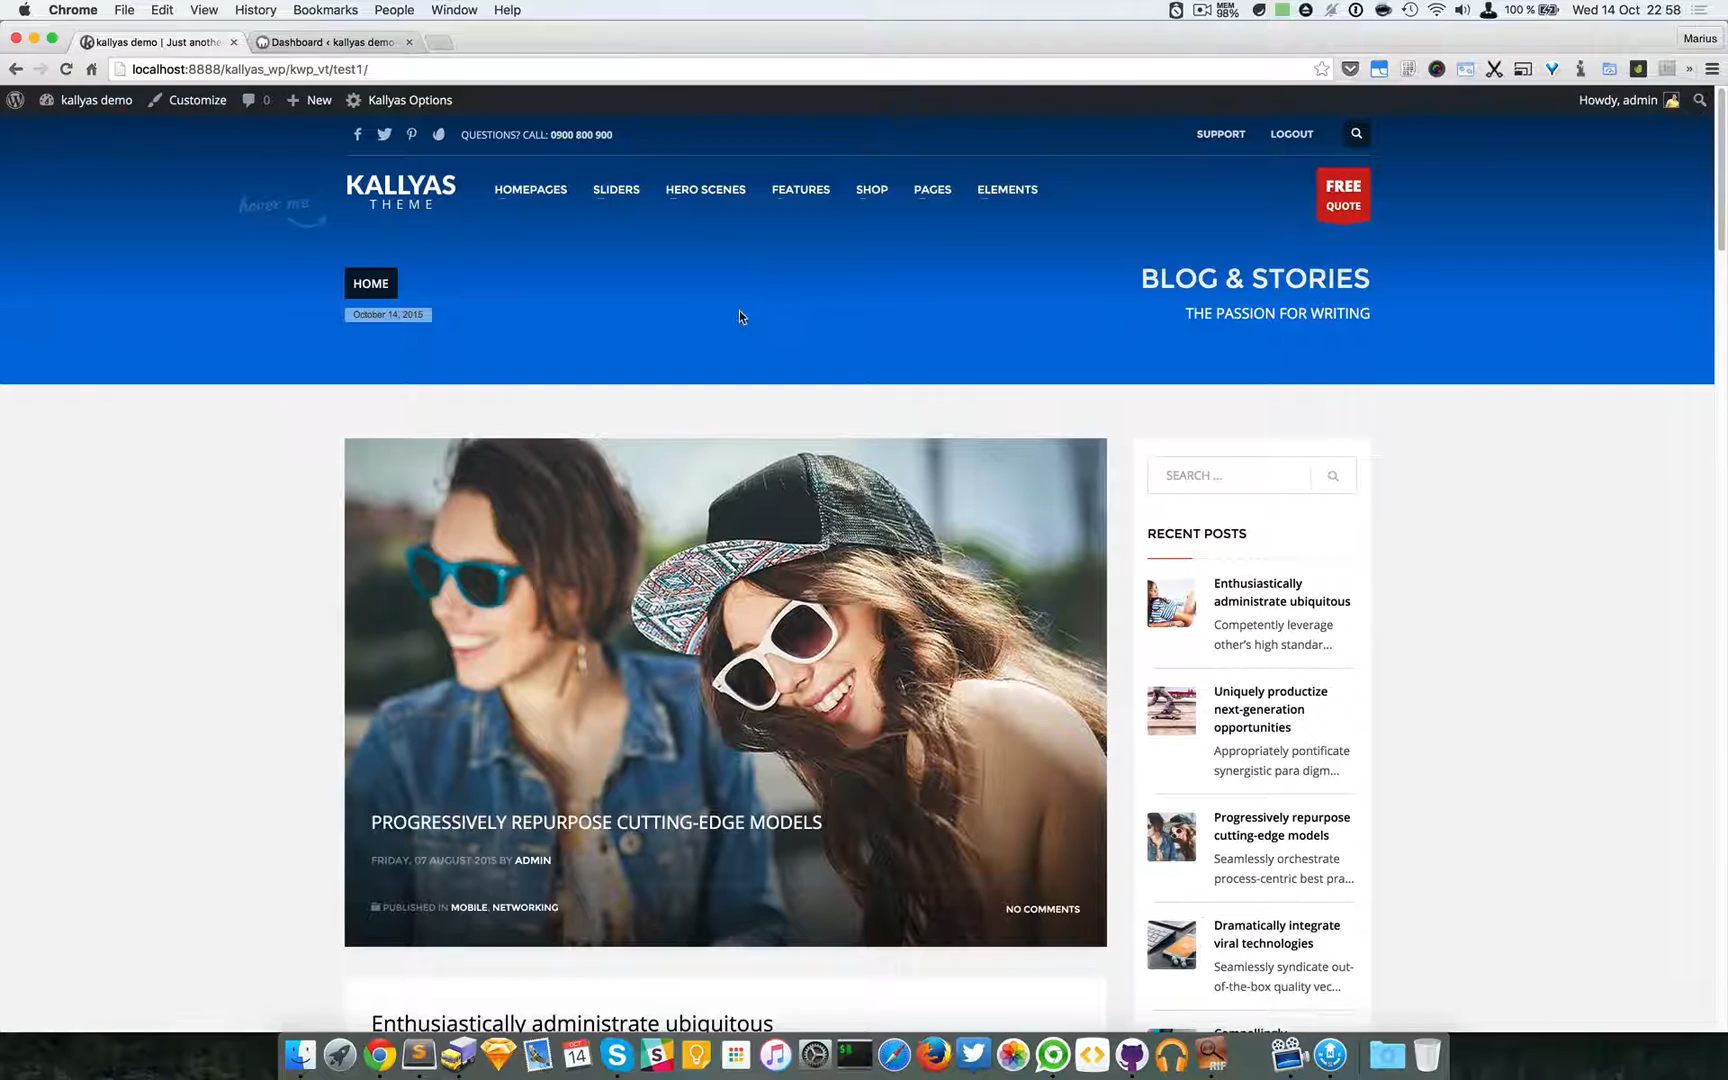 Chrome File Edit View History Bookmarks People Window Help
MEM 98% 100 % Wed 14 Oct 22:58
kallyas demo | Just anothe
Dashboard ‹ kallyas demo
Marius
localhost:8888/kallyas_wp/kwp_vt/test1/
kallyas demo Customize 0 New Kallyas Options Howdy, admin
QUESTIONS? CALL: 0900 800 900 SUPPORT LOGOUT
KALLYAS
THEME
hover me
HOMEPAGES SLIDERS HERO SCENES FEATURES SHOP PAGES ELEMENTS
FREE
QUOTE
HOME
October 14, 2015
BLOG & STORIES
THE PASSION FOR WRITING
PROGRESSIVELY REPURPOSE CUTTING-EDGE MODELS
FRIDAY, 07 AUGUST 2015 BY ADMIN
PUBLISHED IN MOBILE, NETWORKING
NO COMMENTS
Enthusiastically administrate ubiquitous
SEARCH ...
RECENT POSTS
Enthusiastically
administrate ubiquitous
Competently leverage
other's high standar...
Uniquely productize
next-generation
opportunities
Appropriately pontificate
synergistic para digm...
Progressively repurpose
cutting-edge models
Seamlessly orchestrate
process-centric best pra...
Dramatically integrate
viral technologies
Seamlessly syndicate out-
of-the-box quality vec...
OCT
14